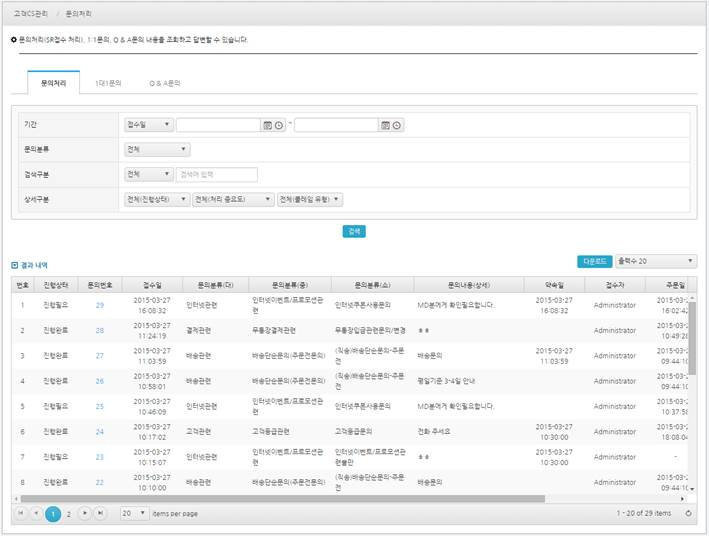 고객CS관리 / 문의처리
문의처리(SR접수 처리), 1:1문의, Q & A문의 내용을 조회하고 답변할 수 있습니다.
문의처리 1대1문의 Q & A문의
기간 접수일 ~
문의분류 전체
검색구분 전체 검색어 입력
상세구분 전체(진행상태) 전체(처리 중요도) 전체(클레임 유형)
검색
결과 내역 다운로드 출력수 20
번호 진행상태 문의번호 접수일 문의분류(대) 문의분류(중) 문의분류(소) 문의내용(상세) 약속일 접수자 주문일
1 진행필요 29 2015-03-27 16:08:32 인터넷관련 인터넷이벤트/프로모션관련 인터넷쿠폰사용문의 MD분에게 확인필요합니다. 2015-03-27 16:08:32 Administrator 2015-03-2 16:02:42
2 진행완료 28 2015-03-27 11:24:19 결제관련 무통장결제관련 무통장입금관련문의/변경 ㅎㅎ Administrator 2015-03-2 10:49:28
3 진행완료 27 2015-03-27 11:03:59 배송관련 배송단순문의(주문전문의) (직송)배송단순문의-주문전 배송문의 2015-03-27 11:03:59 Administrator 2015-03-2 09:44:10
4 진행완료 26 2015-03-27 10:58:01 배송관련 배송단순문의(주문전문의) (직송)배송단순문의-주문전 평일기준 3-4일 안내 Administrator 2015-03-2 09:44:10
5 진행필요 25 2015-03-27 10:46:09 인터넷관련 인터넷이벤트/프로모션관련 인터넷쿠폰사용문의 MD분에게 확인필요합니다. Administrator 2015-03-2 10:37:58
6 진행완료 24 2015-03-27 10:17:02 고객관련 고객등급관련 고객등급문의 전화 주세요 2015-03-27 10:30:00 Administrator 2015-03-2 18:08:04
7 진행필요 23 2015-03-27 10:15:07 인터넷관련 인터넷이벤트/프로모션관련 인터넷이벤트/프로모션관련불만 ㅎㅎ 2015-03-27 10:30:00 Administrator -
8 진행완료 22 2015-03-27 10:10:00 배송관련 배송단순문의(주문전문의) (직송)배송단순문의-주문전 배송문의 Administrator 2015-03-2 09:44:10
1 2 20 items per page 1 - 20 of 29 items